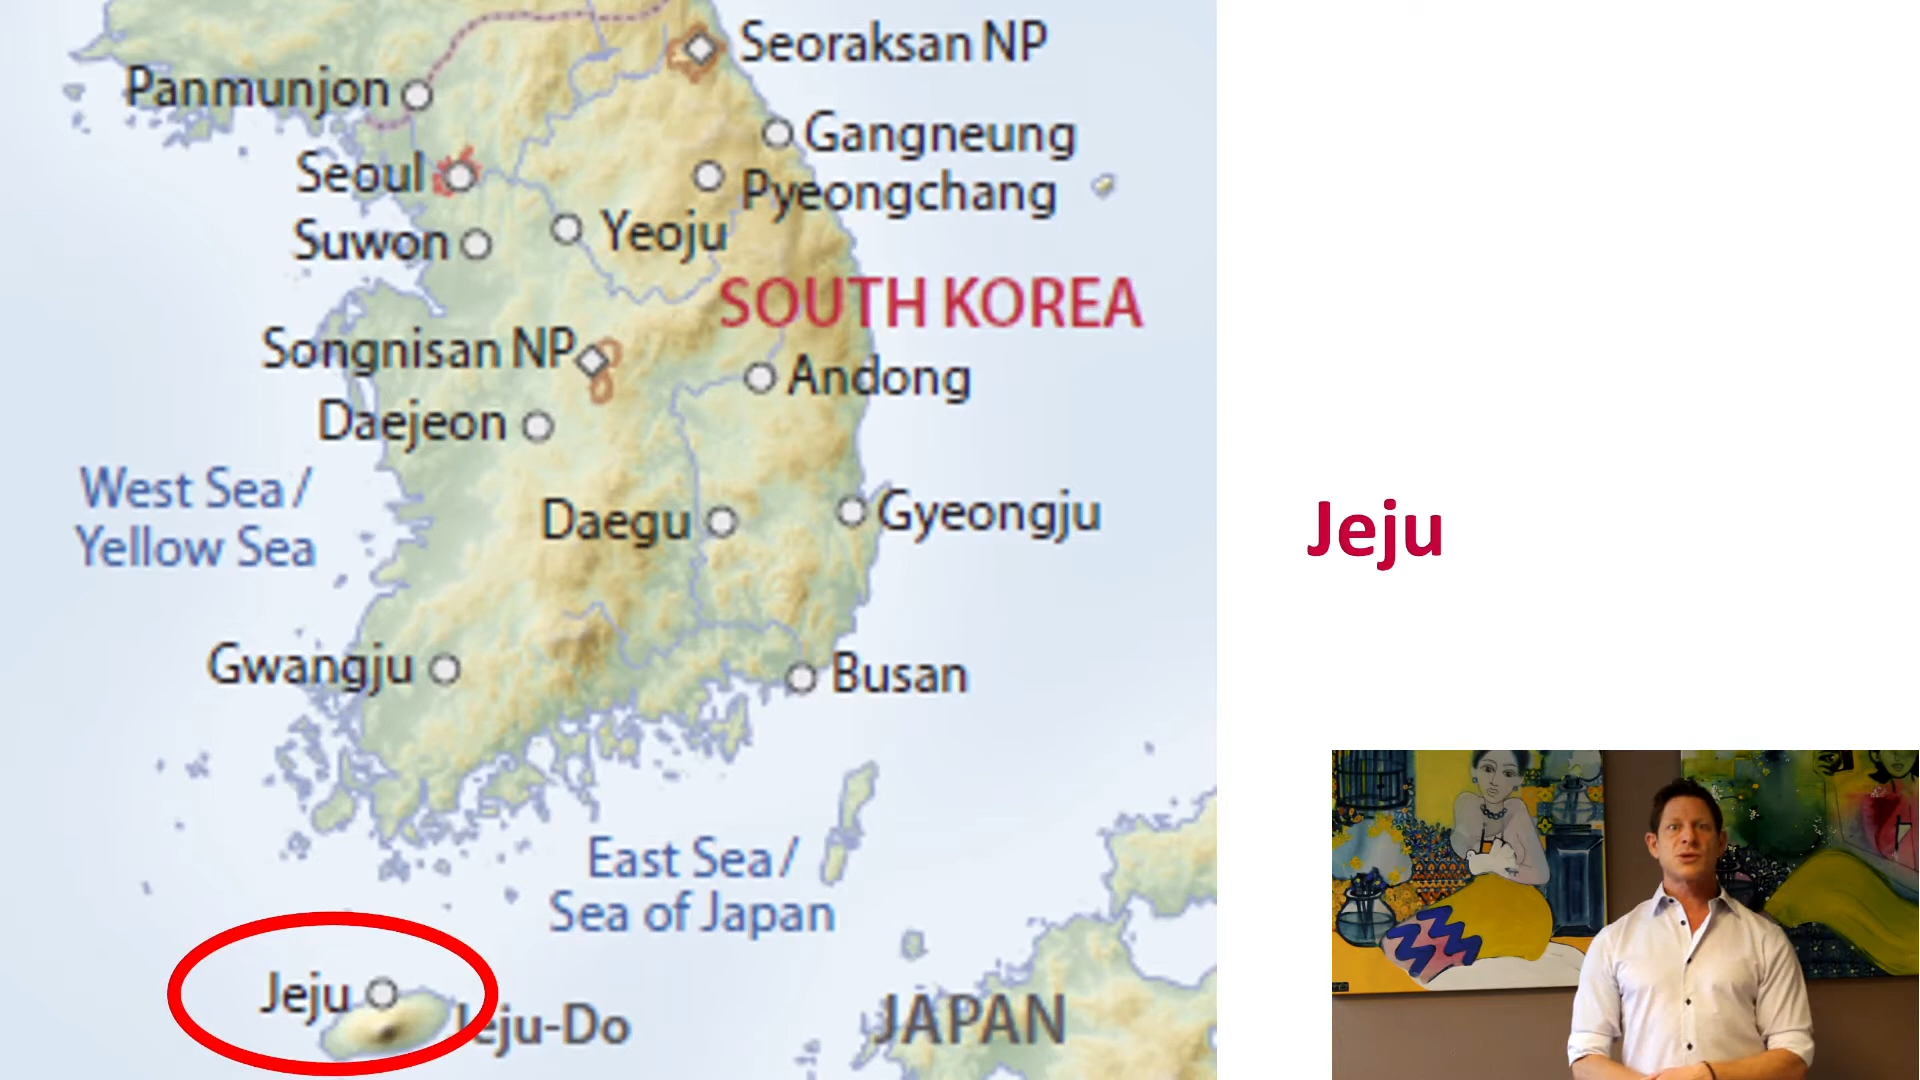 Seoraksan NP
Panmunjon
Gangneung
Seoul
Pyeongchang
Suwon
Yeoju
SOUTH KOREA
Songnisan NP
Andong
Daejeon
West Sea /
Yellow Sea
Daegu
Gyeongju
Jeju
Gwangju
Busan
East Sea /
Sea of Japan
Jeju
Jeju-Do
JAPAN